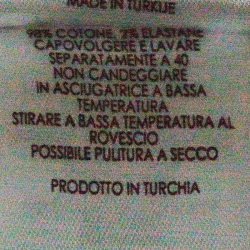 MADE IN TURKIJE
98% COTONE, 2% ELASTANE
CAPOVOLGERE E LAVARE
SEPARATAMENTE A 40
NON CANDEGGIARE
IN ASCIUGATRICE A BASSA
TEMPERATURA
STIRARE A BASSA TEMPERATURA AL
ROVESCIO
POSSIBILE PULITURA A SECCO
PRODOTTO IN TURCHIA